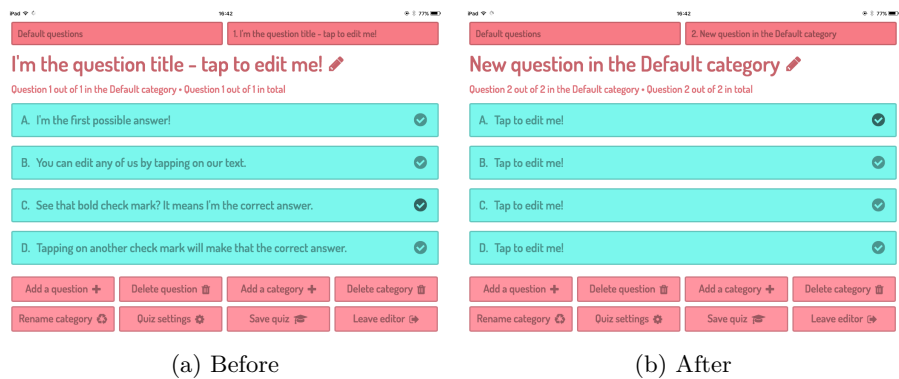 iPad 16:42 77%
Default questions 1. I'm the question title – tap to edit me!
I'm the question title – tap to edit me!
Question 1 out of 1 in the Default category • Question 1 out of 1 in total
A. I'm the first possible answer!
B. You can edit any of us by tapping on our text.
C. See that bold check mark? It means I'm the correct answer.
D. Tapping on another check mark will make that the correct answer.
Add a question Delete question Add a category Delete category
Rename category Quiz settings Save quiz Leave editor
(a) Before
iPad 16:42 77%
Default questions 2. New question in the Default category
New question in the Default category
Question 2 out of 2 in the Default category • Question 2 out of 2 in total
A. Tap to edit me!
B. Tap to edit me!
C. Tap to edit me!
D. Tap to edit me!
Add a question Delete question Add a category Delete category
Rename category Quiz settings Save quiz Leave editor
(b) After